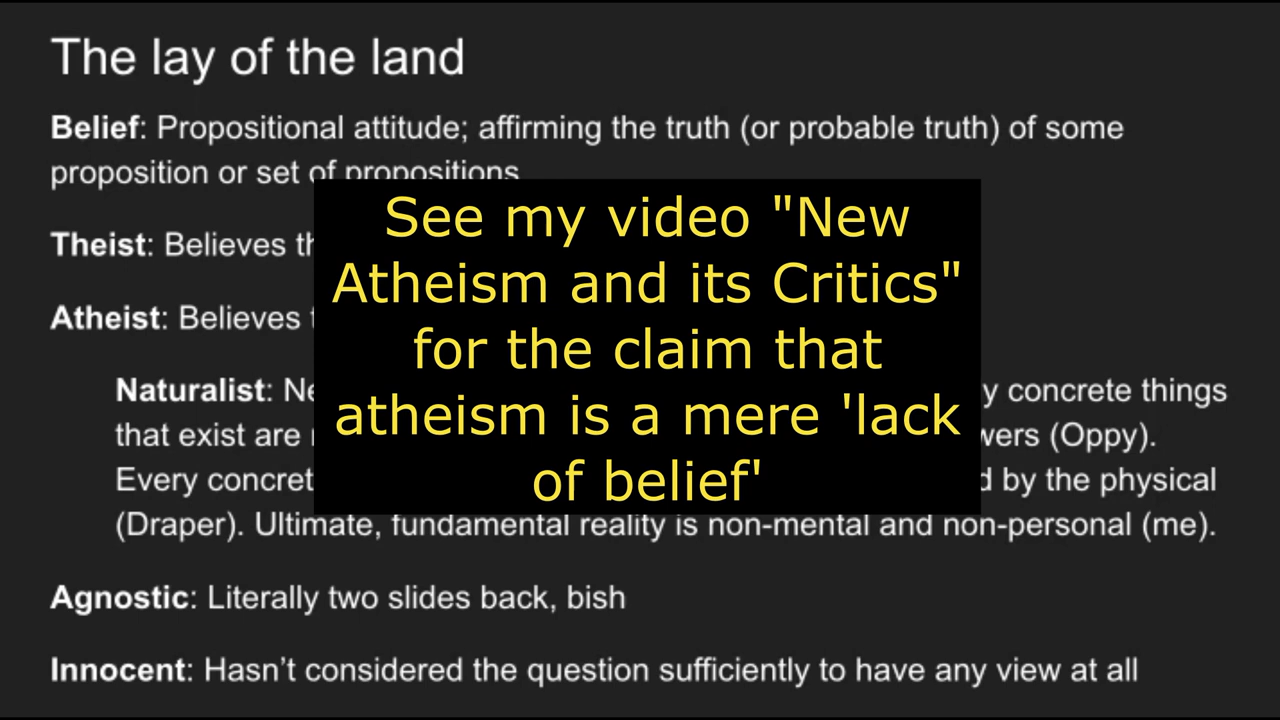 The lay of the land
Belief: Propositional attitude; affirming the truth (or probable truth) of some
proposition or set of propositions
Theist: Believes
Atheist: Believes
See my video "New
Atheism and its Critics"
for the claim that
atheism is a mere 'lack
of belief'
Naturalist: concrete things
that exist are (Oppy).
Every by the physical
(Draper). Ultimate, fundamental reality is non-mental and non-personal (me).
Agnostic: Literally two slides back, bish
Innocent: Hasn’t considered the question sufficiently to have any view at all